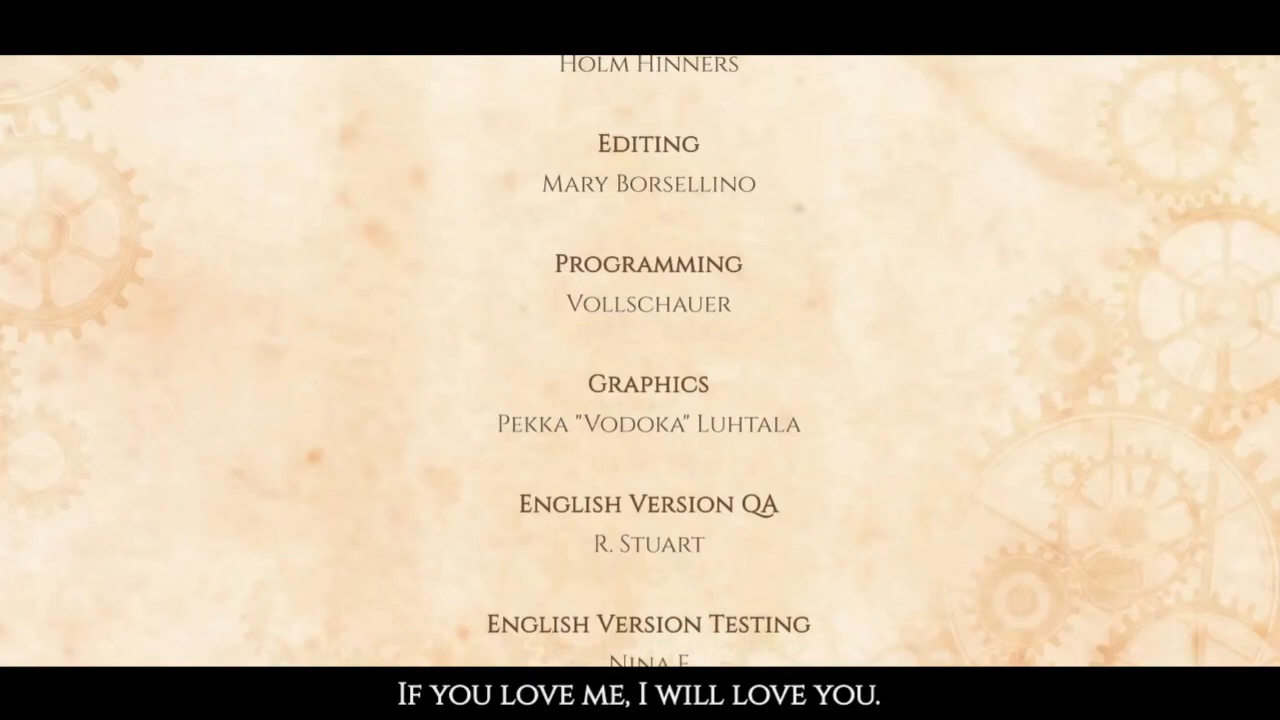 Holm Hinners
Editing
Mary Borsellino
Programming
Vollschauer
Graphics
Pekka "Vodoka" Luhtala
English Version QA
R. Stuart
English Version Testing
Nina F
If you love me, I will love you.